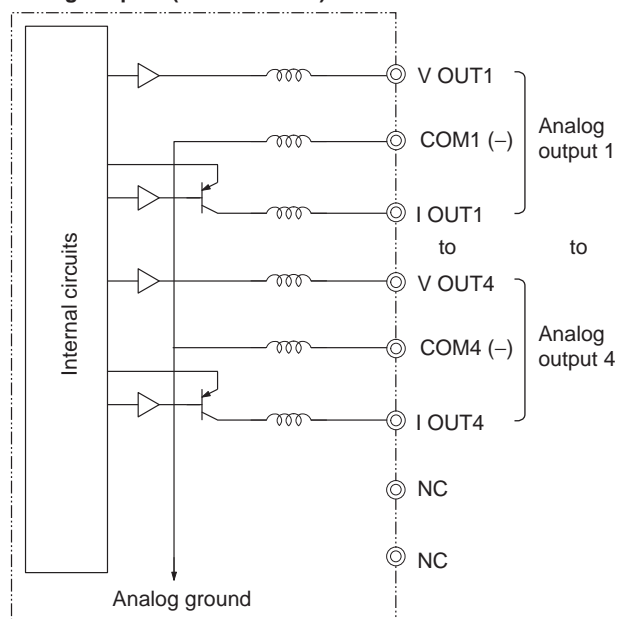 V OUT1
COM1 (–)
Analog
output 1
I OUT1
to
to
Internal circuits
V OUT4
COM4 (–)
Analog
output 4
I OUT4
NC
NC
Analog ground